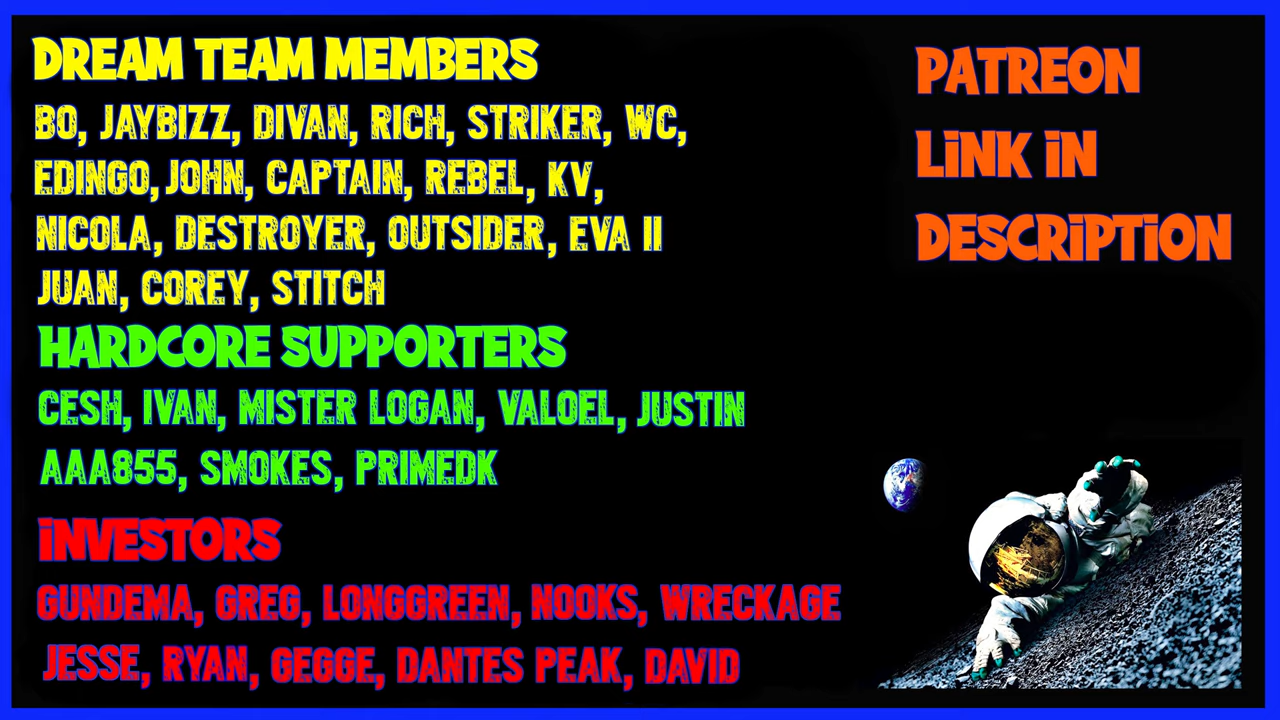 DREAM TEAM MEMBERS
BO, JAYBIZZ, DIVAN, RICH, STRIKER, WC,
EDINGO, JOHN, CAPTAIN, REBEL, KV,
NICOLA, DESTROYER, OUTSIDER, EVA II
JUAN, COREY, STITCH
HARDCORE SUPPORTERS
CESH, IVAN, MISTER LOGAN, VALOEL, JUSTIN
AAA855, SMOKES, PRIMEDK
iNVESTORS
GUNDEMA, GREG, LONGGREEN, NOOKS, WRECKAGE
JESSE, RYAN, GEGGE, DANTES PEAK, DAVID
PATREON
LiNK iN
DESCRiPTiON